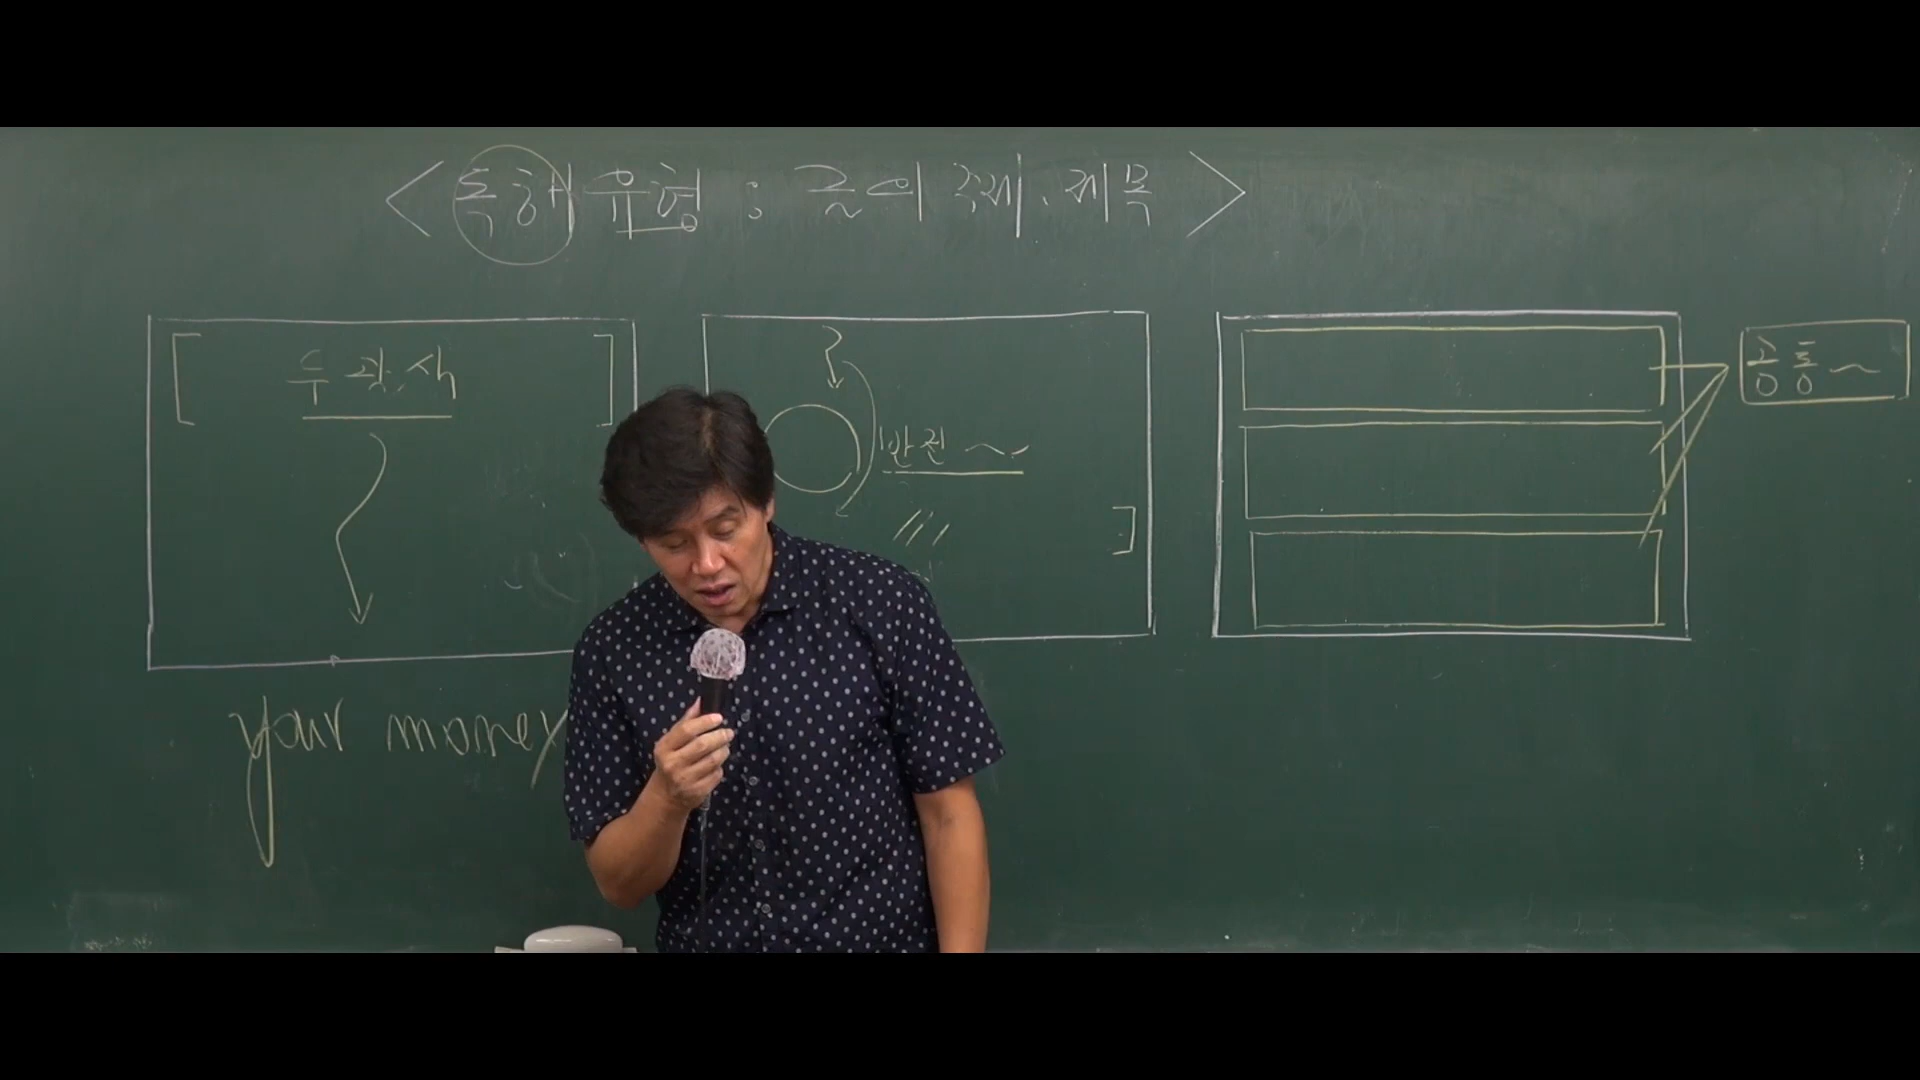 <독해 유형 : 글의 주제, 제목>
두괄식
반전 ~
공통 ~
your money